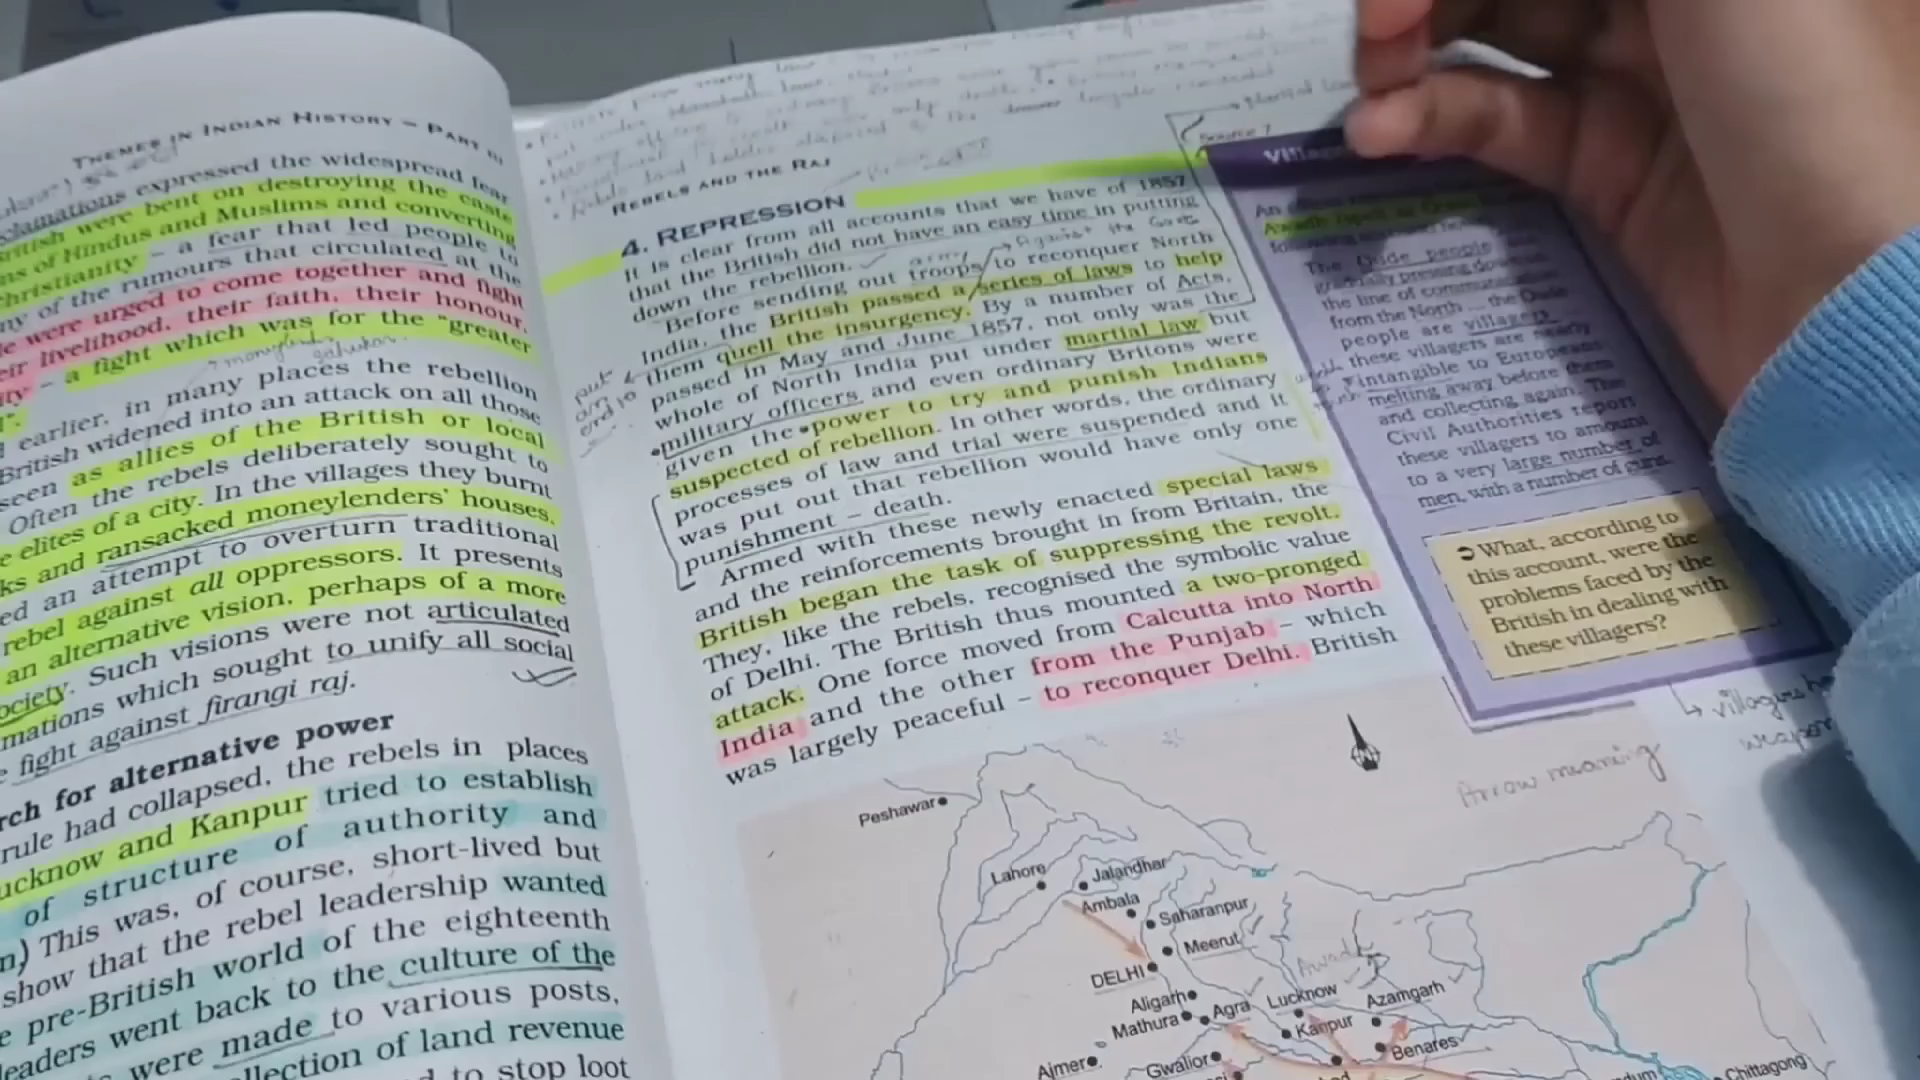 THEMES IN INDIAN HISTORY – PART III
expressed the widespread fear
were bent on destroying the caste
of Hindus and Muslims and converting
Christianity – a fear that led people to
of the rumours that circulated at the
were urged to come together and fight
livelihood, their faith, their honour,
– a fight which was for the “greater
earlier, in many places the rebellion
British widened into an attack on all those
seen as allies of the British or local
Often the rebels deliberately sought to
elites of a city. In the villages they burnt
and ransacked moneylenders’ houses.
an attempt to overturn traditional
rebel against all oppressors. It presents
an alternative vision, perhaps of a more
Such visions were not articulated
which sought to unify all social
fight against firangi raj.
for alternative power
rule had collapsed, the rebels in places
and Kanpur tried to establish
of structure of authority and
This was, of course, short-lived but
show that the rebel leadership wanted
pre-British world of the eighteenth
went back to the culture of the
were made to various posts,
of land revenue
to stop loot
REBELS AND THE RAJ
4. REPRESSION
It is clear from all accounts that we have of 1857
that the British did not have an easy time in putting
down the rebellion.
army
Against the
Before sending out troops to reconquer North
India, the British passed a series of laws to help
them quell the insurgency. By a number of Acts,
passed in May and June 1857, not only was the
whole of North India put under martial law but
military officers and even ordinary Britons were
given the power to try and punish Indians
suspected of rebellion. In other words, the ordinary
processes of law and trial were suspended and it
was put out that rebellion would have only one
punishment – death.
put
an
end to
Armed with these newly enacted special laws
and the reinforcements brought in from Britain, the
British began the task of suppressing the revolt.
They, like the rebels, recognised the symbolic value
of Delhi. The British thus mounted a two-pronged
attack. One force moved from Calcutta into North
India and the other from the Punjab – which
was largely peaceful – to reconquer Delhi. British
Source 7
An
The Oude people are
gradually pressing down on
the line of communication
from the North ... the Oude
people are villagers ...
these villagers are nearly
intangible to Europeans
melting away before them
and collecting again. The
Civil Authorities report
these villagers to amount
to a very large number of
men, with a number of guns.
➲ What, according to
this account, were the
problems faced by the
British in dealing with
these villagers?
villagers
Arrow meaning
Peshawar
Lahore
Jalandhar
Ambala
Saharanpur
Meerut
DELHI
Awadh
Aligarh
Agra
Lucknow
Azamgarh
Mathura
Kanpur
Benares
Ajmer
Gwalior
Chittagong